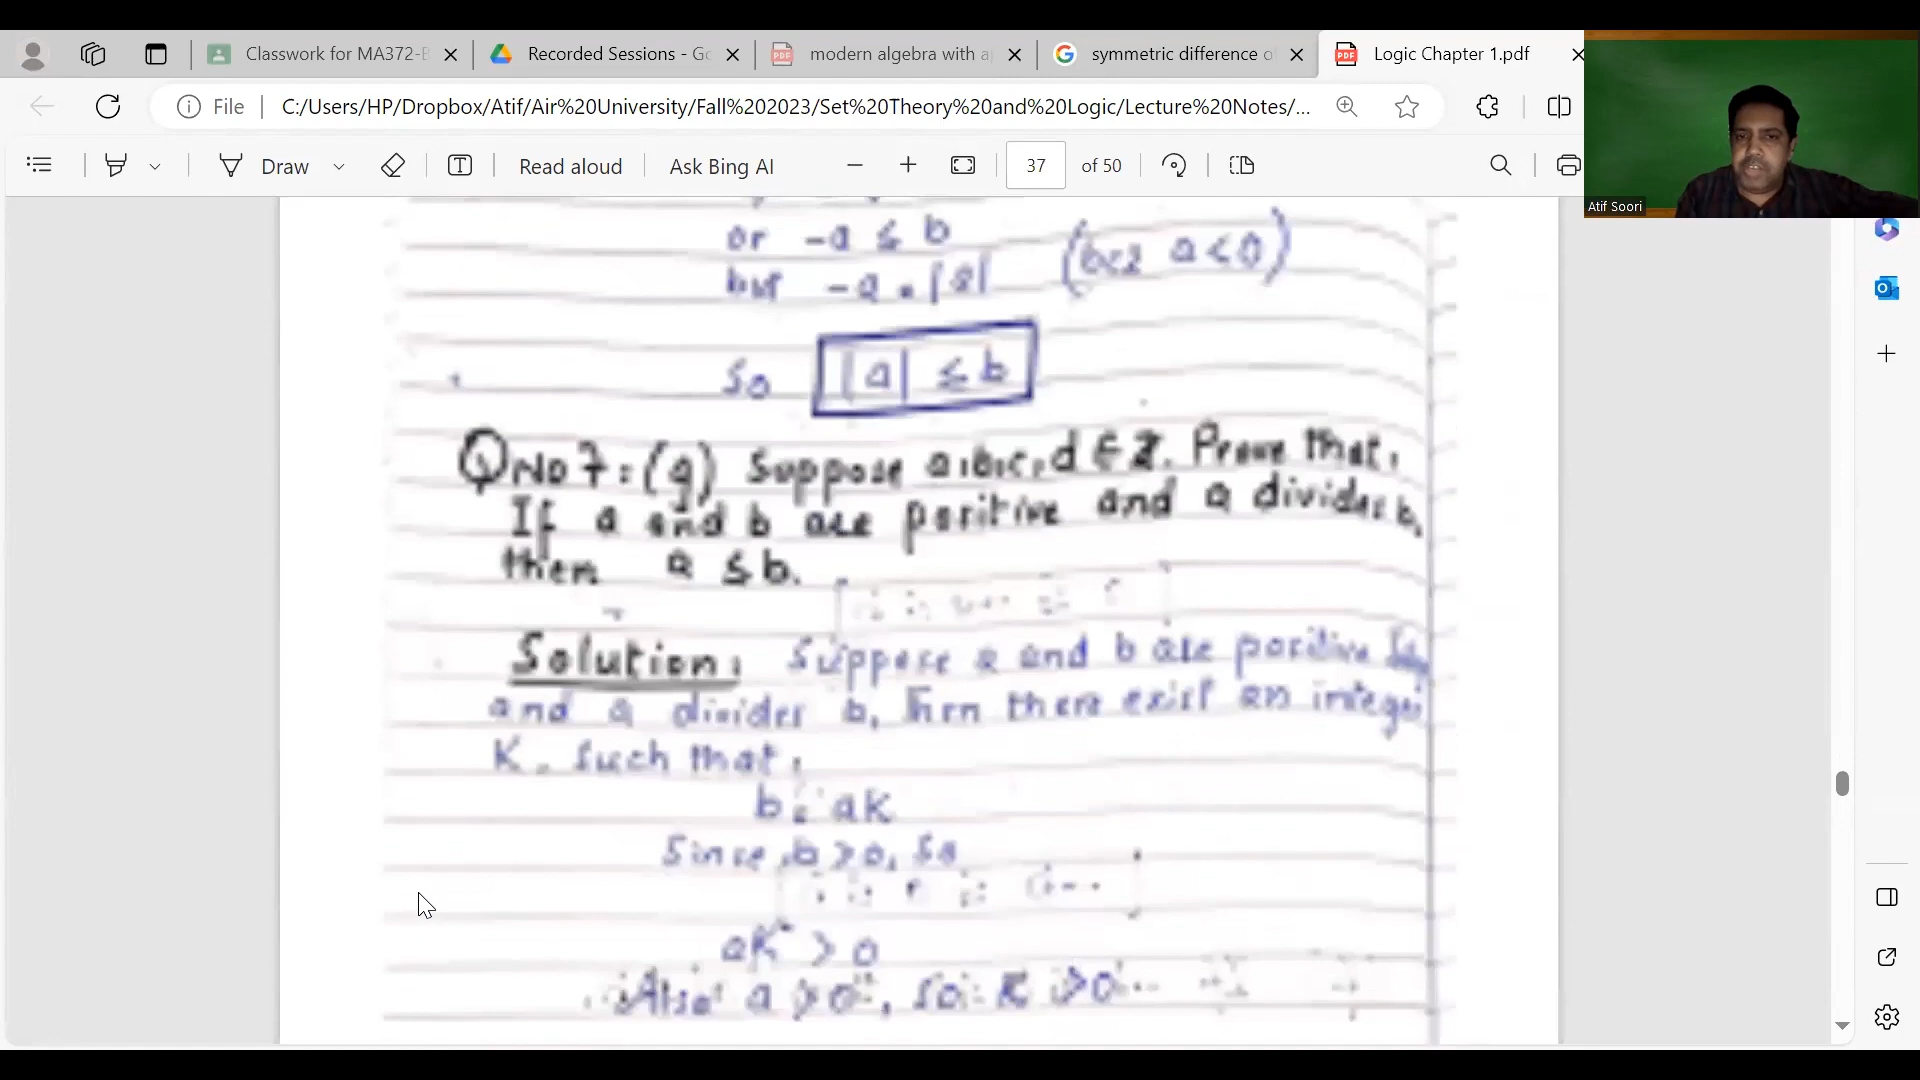 Classwork for MA372-B
Recorded Sessions - Go
modern algebra with a
symmetric difference of
Logic Chapter 1.pdf
File
C:/Users/HP/Dropbox/Atif/Air%20University/Fall%202023/Set%20Theory%20and%20Logic/Lecture%20Notes/...
Draw
Read aloud
Ask Bing AI
37
of 50
Atif Soori
or -a ≤ b
but -a = |a| (bcz a < 0)
So |a| ≤ b
QNo 7: (g) Suppose a,b,c,d ∈ Z. Prove that,
If a and b are positive and a divides b,
then a ≤ b.
Solution: Suppose a and b are positive
and a divides b, Then there exist an integer
K, such that,
b = ak
Since b > 0, so
ak > 0
Also a > 0, so K > 0